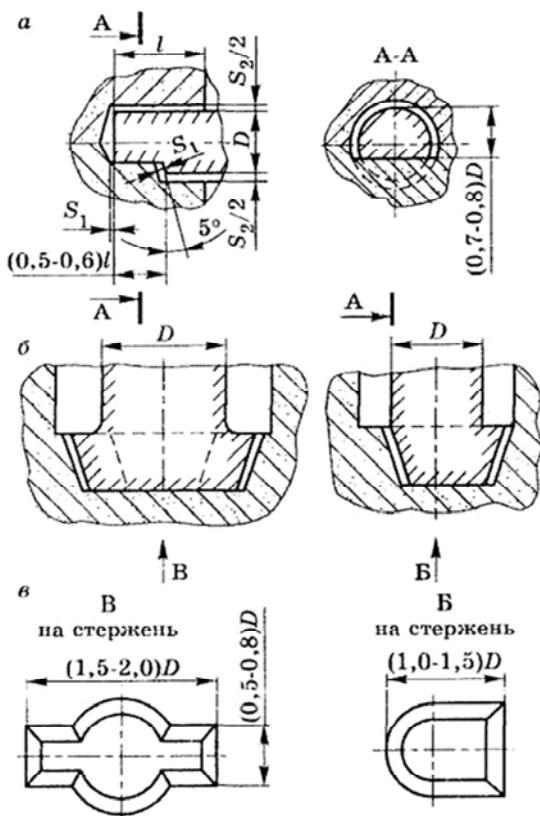 а
А
l
S₂/2
А-А
S₁
D
(0,7-0,8)D
S₁
5°
S₂/2
(0,5-0,6)l
А
А
б
D
D
В
Б
в
В
на стержень
Б
на стержень
(1,5-2,0)D
(0,5-0,8)D
(1,0-1,5)D